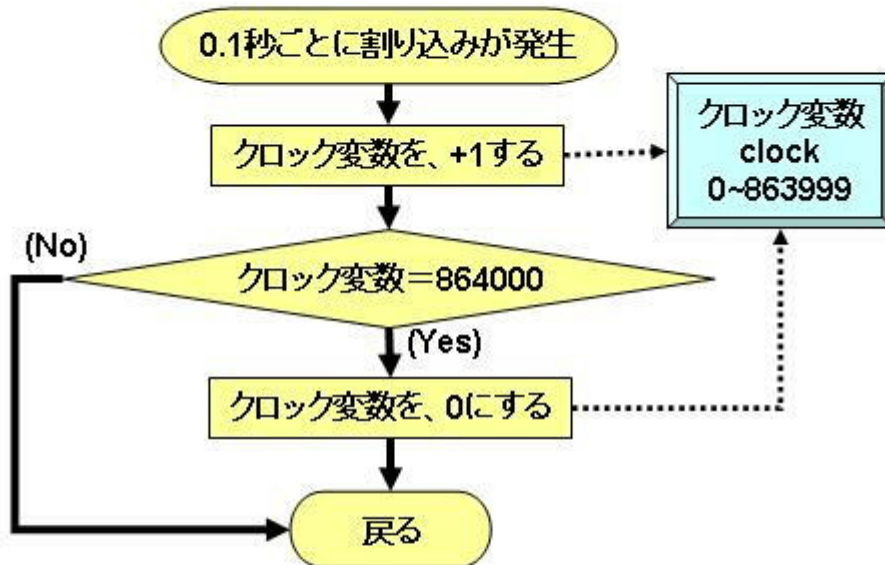 0.1秒ごとに割り込みが発生
クロック変数を、+1する
クロック変数
clock
0~863999
(No)
クロック変数＝864000
(Yes)
クロック変数を、0にする
戻る